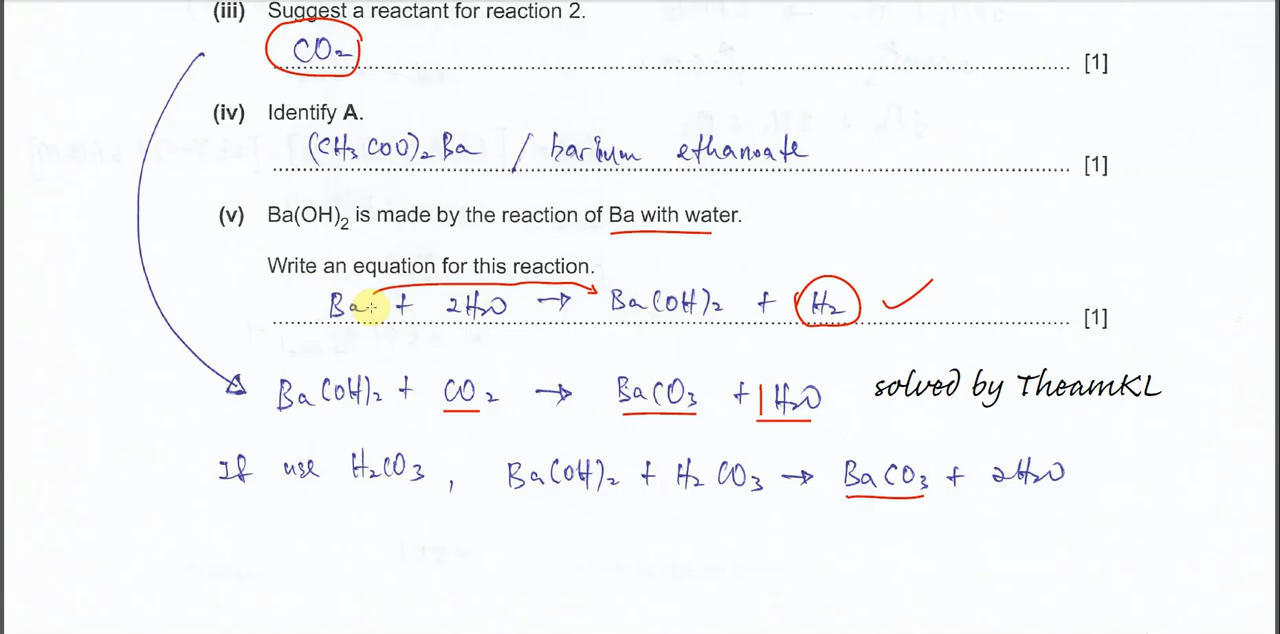 (iii) Suggest a reactant for reaction 2.
CO₂
[1]
(iv) Identify A.
(CH₃COO)₂Ba / barium ethanoate
[1]
(v) Ba(OH)₂ is made by the reaction of Ba with water.
Write an equation for this reaction.
Ba + 2H₂O → Ba(OH)₂ + H₂ ✓
[1]
Ba(OH)₂ + CO₂ → BaCO₃ + 1 H₂O solved by TheamKL
If use H₂CO₃, Ba(OH)₂ + H₂CO₃ → BaCO₃ + 2H₂O